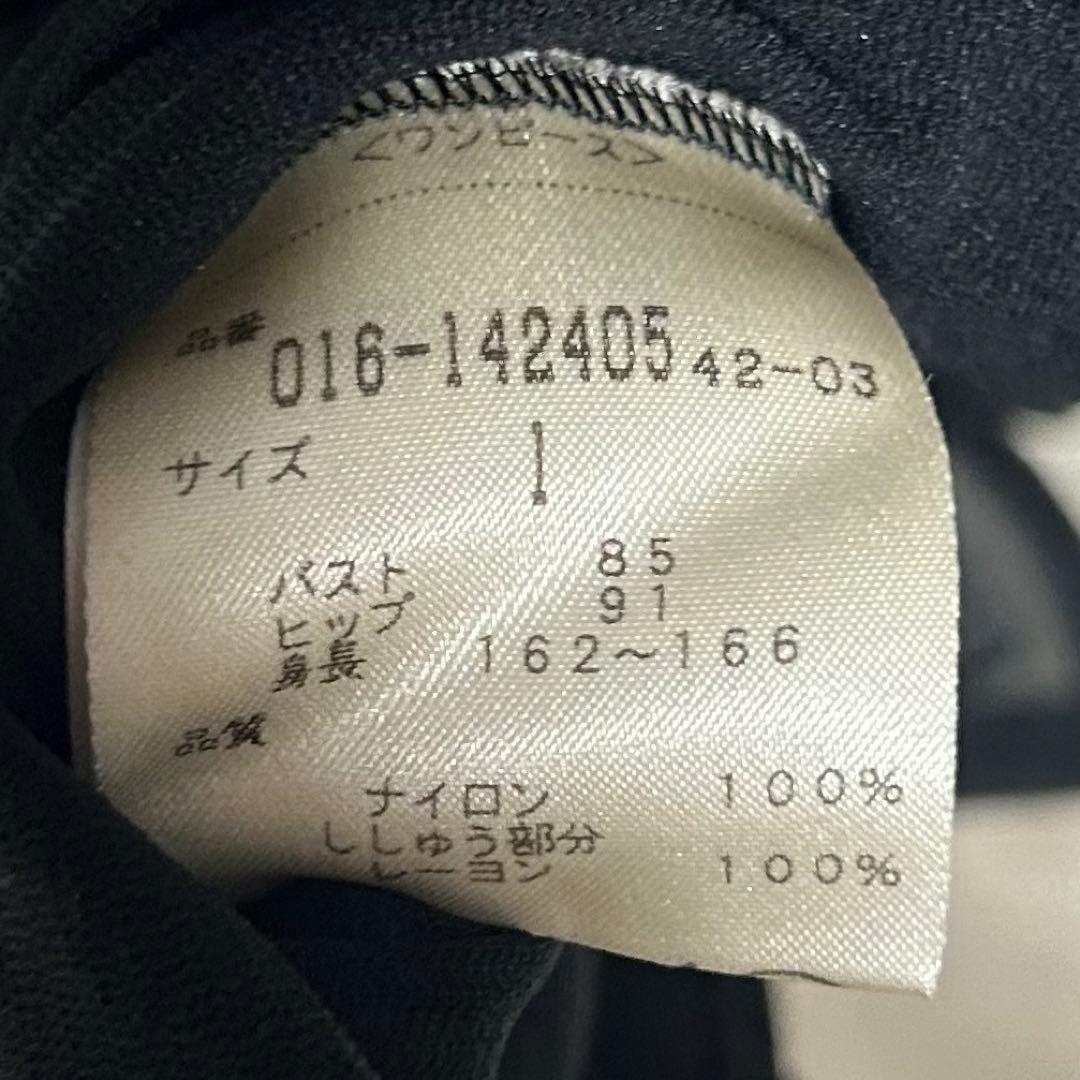 <ワンピース>
品番 016-142405 42-03
サイズ 1
バスト 85
ヒップ 91
身長 162~166
品質
ナイロン 100%
ししゅう部分
レーヨン 100%